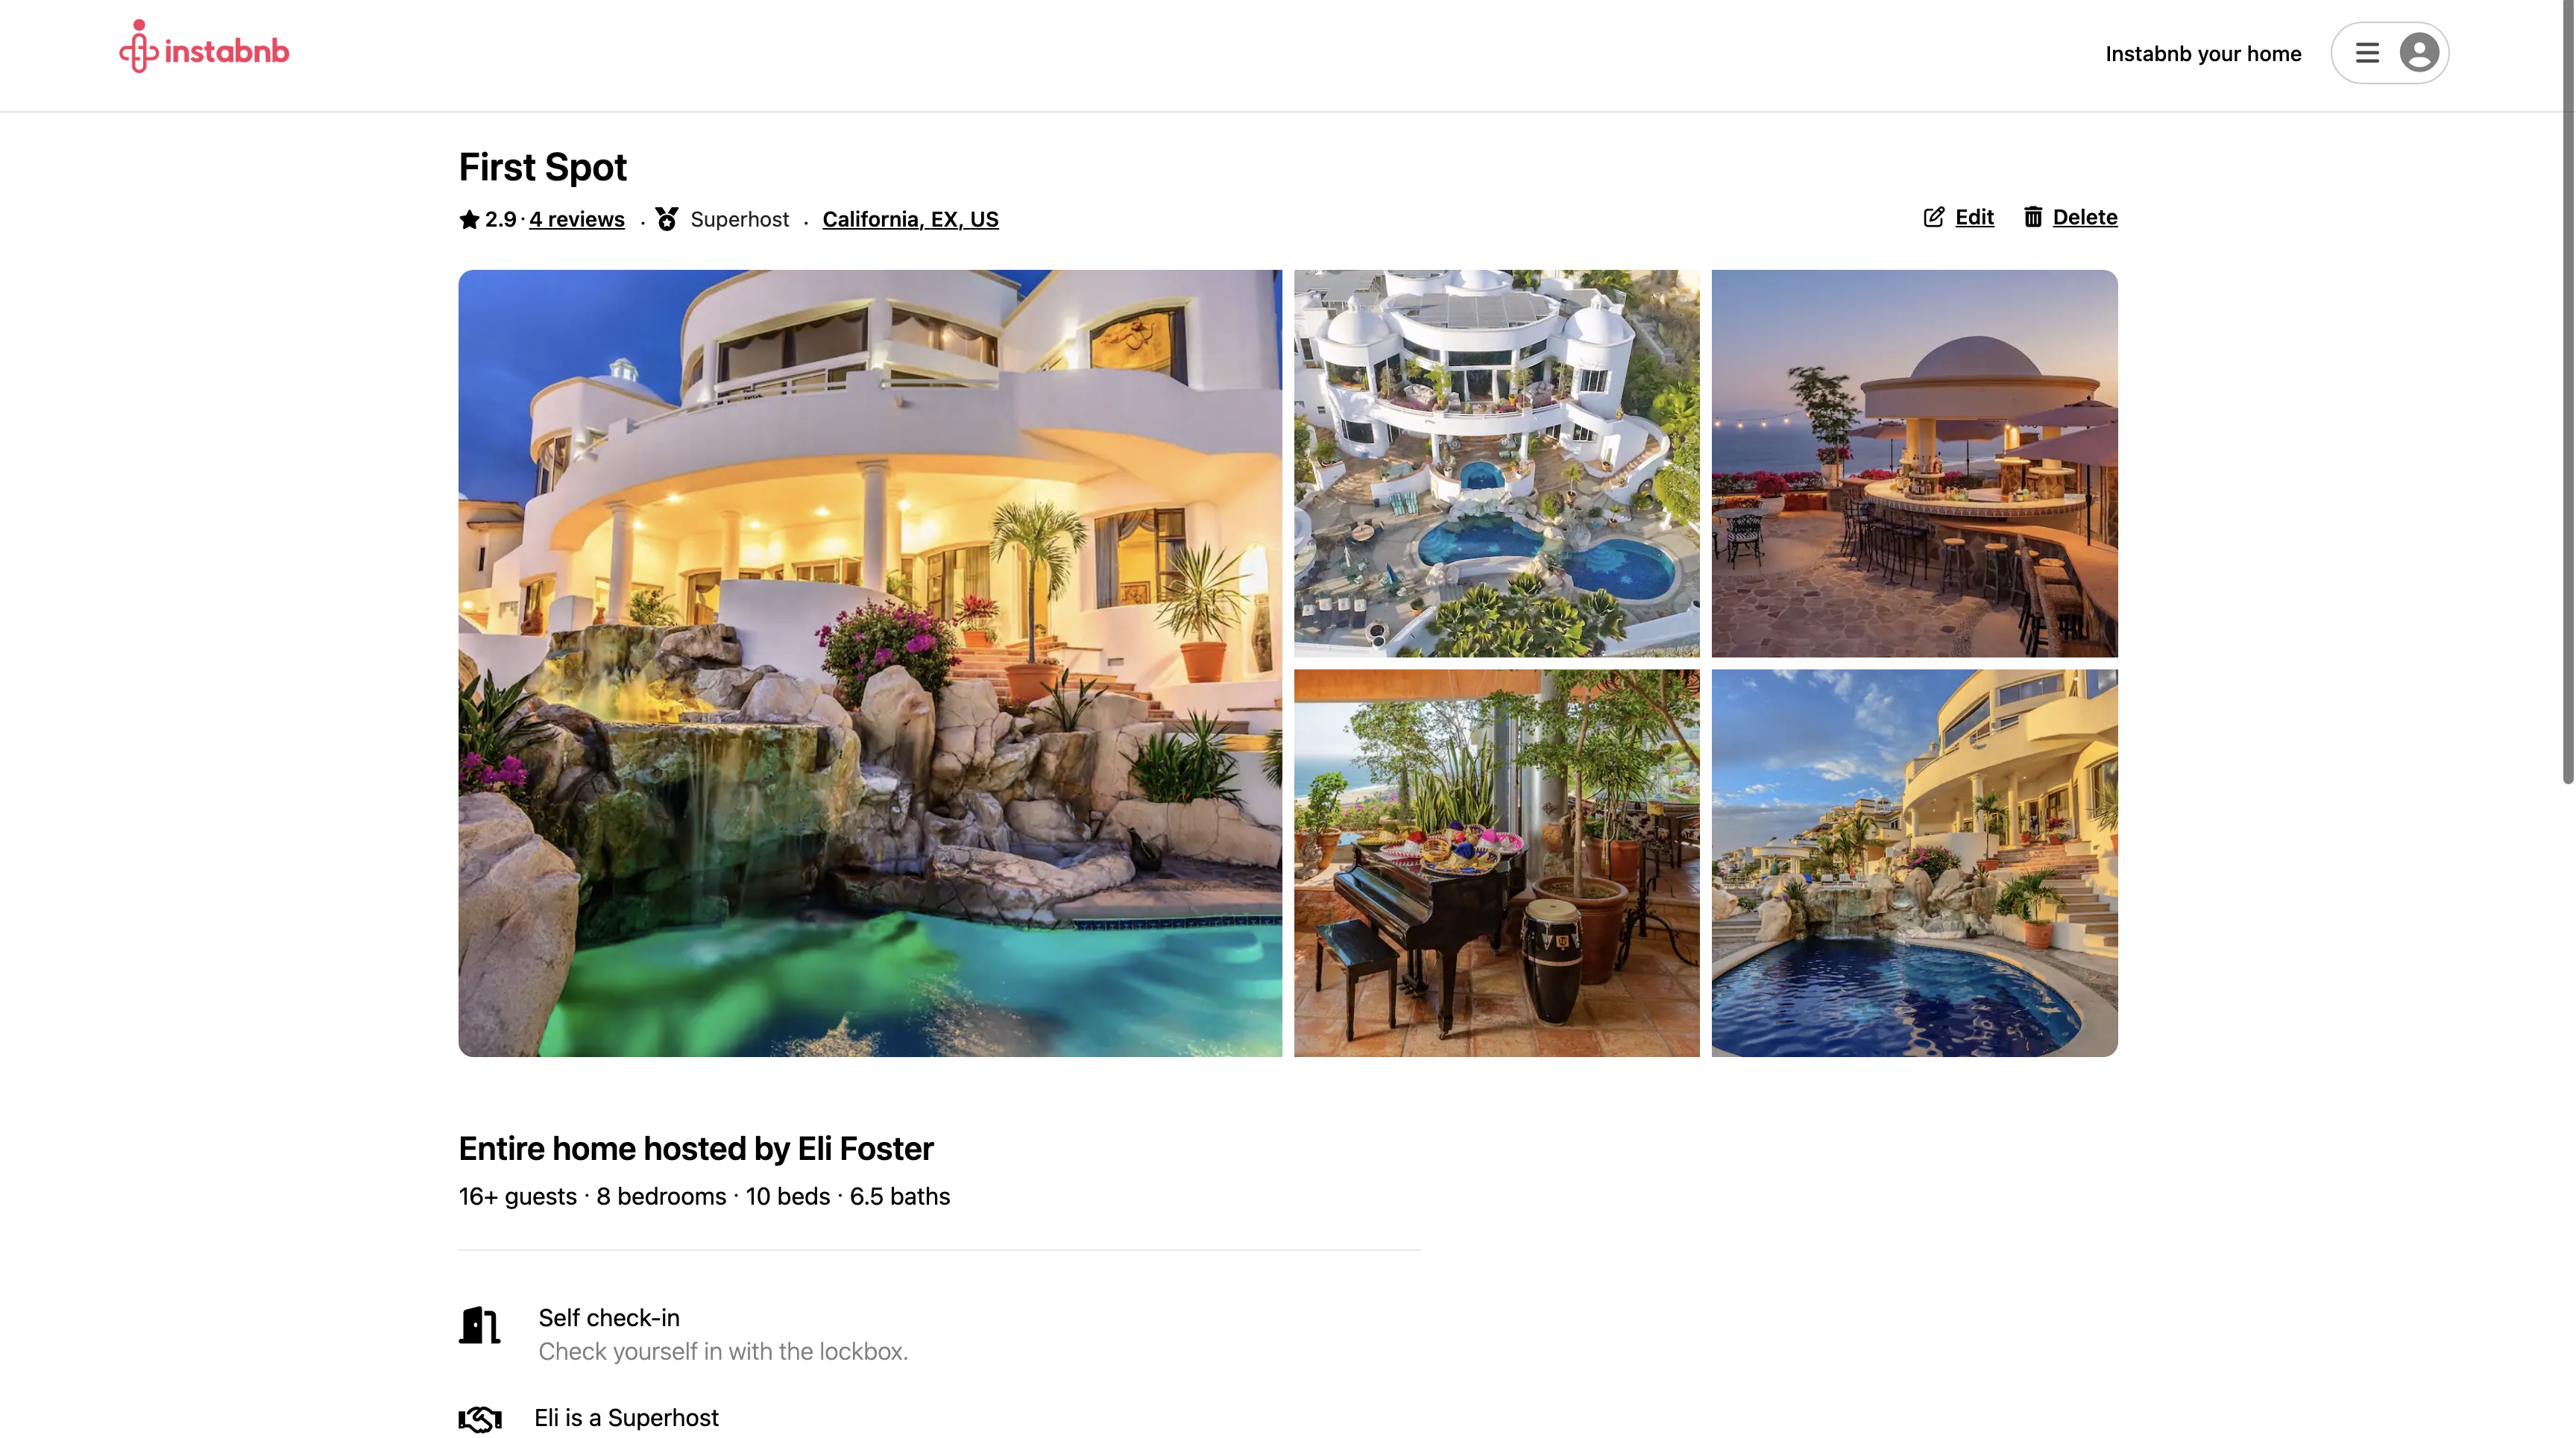 instabnb
Instabnb your home
First Spot
2.9 · 4 reviews . Superhost . California, EX, US
Edit Delete
Entire home hosted by Eli Foster
16+ guests · 8 bedrooms · 10 beds · 6.5 baths
Self check-in
Check yourself in with the lockbox.
Eli is a Superhost